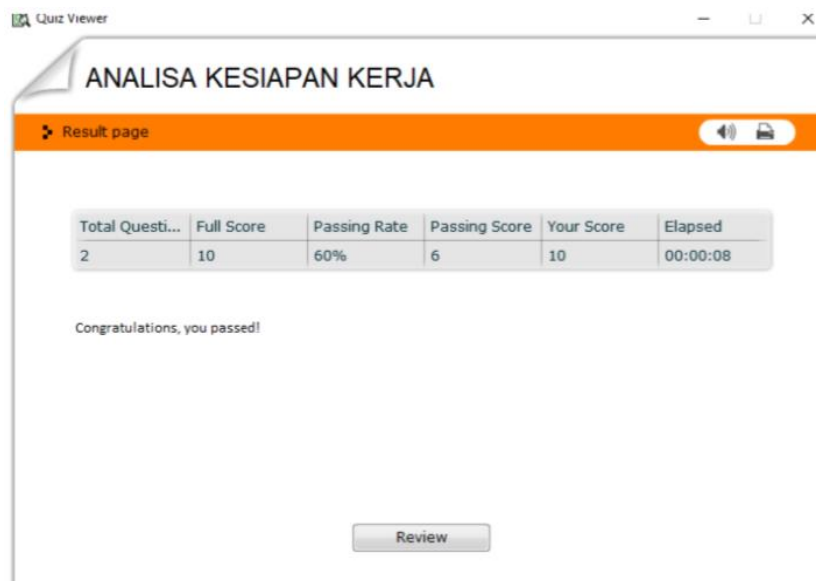 Quiz Viewer
ANALISA KESIAPAN KERJA
Result page
Total Questi... Full Score Passing Rate Passing Score Your Score Elapsed
2 10 60% 6 10 00:00:08
Congratulations, you passed!
Review